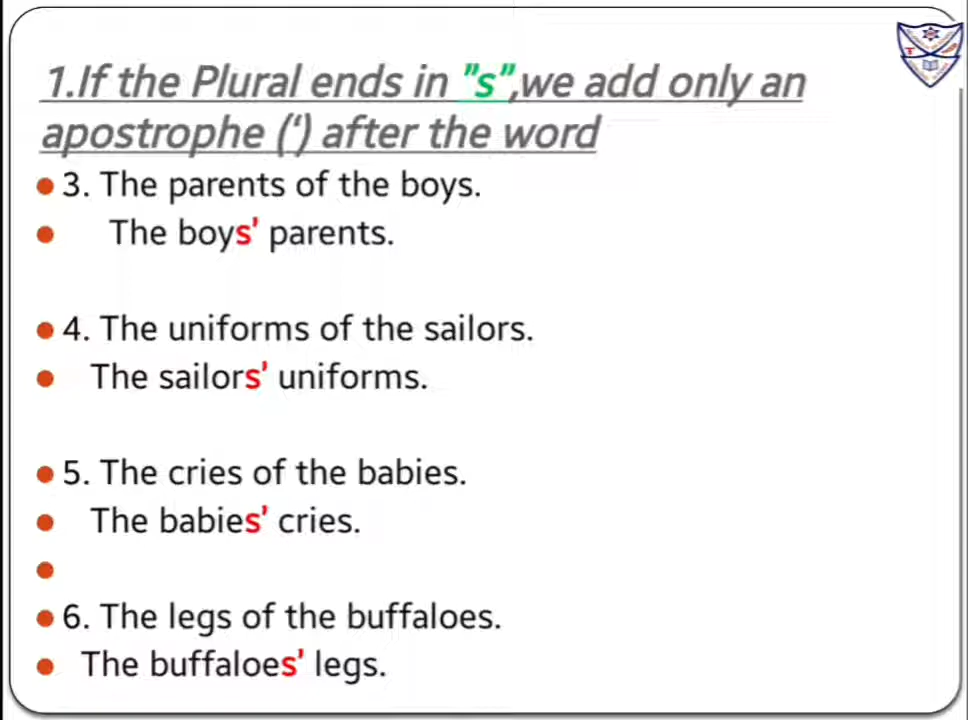 1.If the Plural ends in "s",we add only an
apostrophe (‘) after the word
3. The parents of the boys.
The boys' parents.
4. The uniforms of the sailors.
The sailors' uniforms.
5. The cries of the babies.
The babies' cries.
6. The legs of the buffaloes.
The buffaloes' legs.